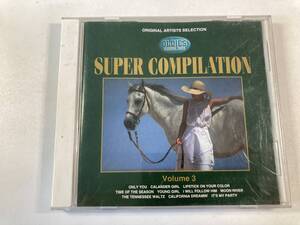 ORIGINAL ARTISTS SELECTION
OLDIES
SUPER COMPILATION
Volume 3
ONLY YOU CALANDER GIRL LIPSTICK ON YOUR COLOR
TIME OF THE SEASON YOUNG GIRL I WILL FOLLOW HIM MOON RIVER
THE TENNESSEE WALTZ CALIFORNIA DREAMIN' IT'S MY PARTY